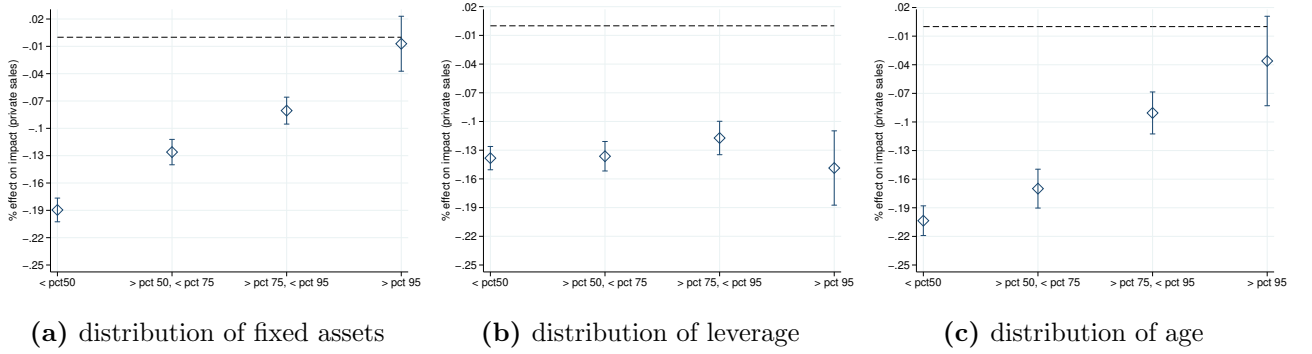 % effect on impact (private sales)
.02
−.01
−.04
−.07
−.1
−.13
−.16
−.19
−.22
−.25
< pct50
> pct 50, < pct 75
> pct 75, < pct 95
> pct 95
(a) distribution of fixed assets
% effect on impact (private sales)
.02
−.01
−.04
−.07
−.1
−.13
−.16
−.19
−.22
−.25
< pct50
> pct 50, < pct 75
> pct 75, < pct 95
> pct 95
(b) distribution of leverage
% effect on impact (private sales)
.02
−.01
−.04
−.07
−.1
−.13
−.16
−.19
−.22
−.25
< pct50
> pct 50, < pct 75
> pct 75, < pct 95
> pct 95
(c) distribution of age